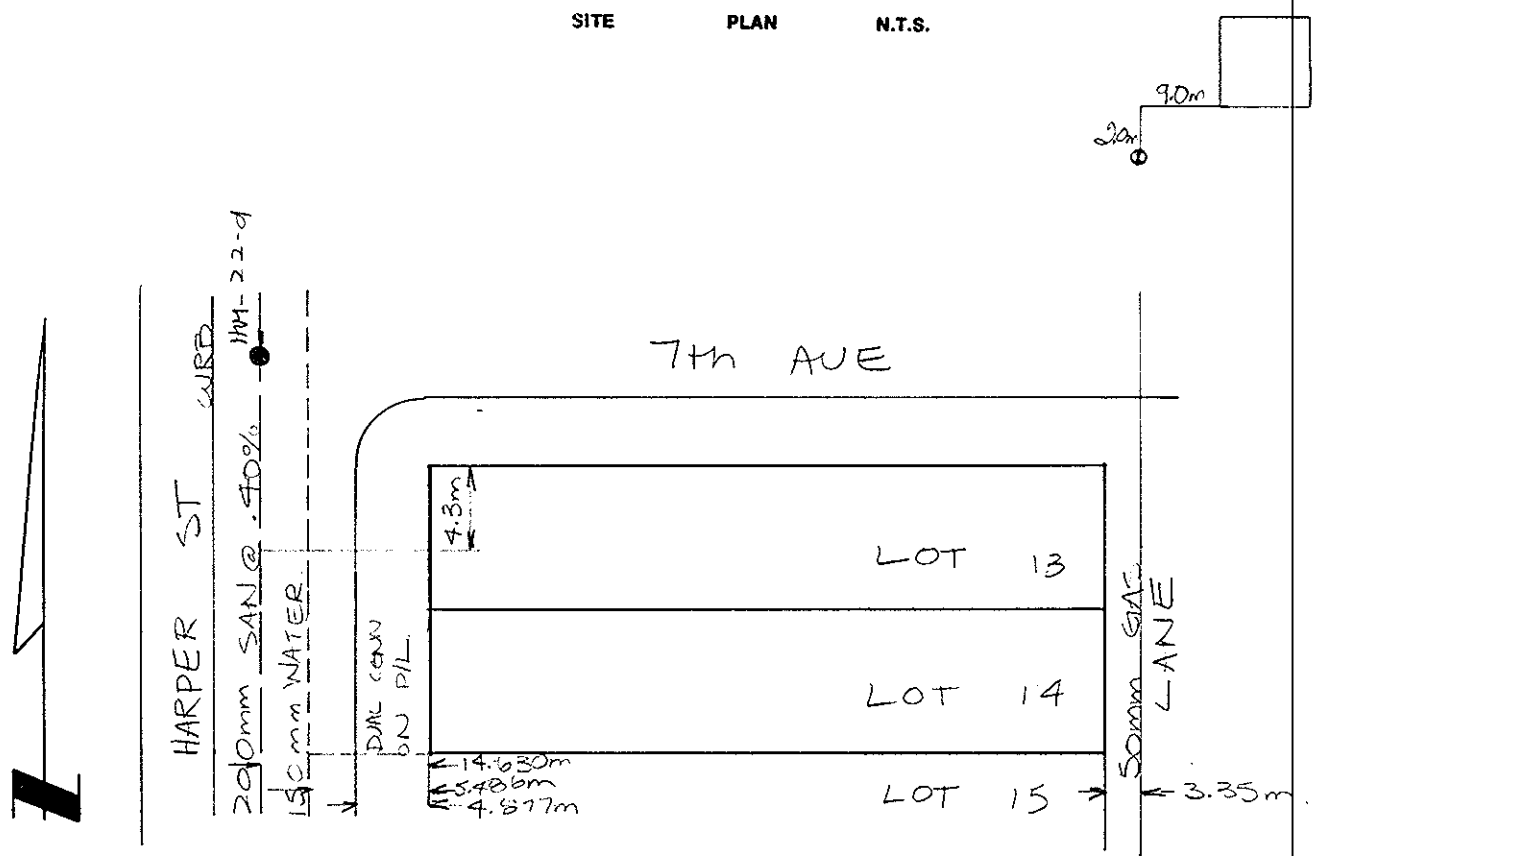 SITE PLAN N.T.S.
9.0m
2.0m
7th AVE
HARPER ST
WRD
200mm SAN @ .40%
150mm WATER
DUAL CONN
ON P/L
4.3m
LOT 13
LOT 14
LOT 15
14.630m
5.486m
4.877m
50mm GAS
LANE
3.35m